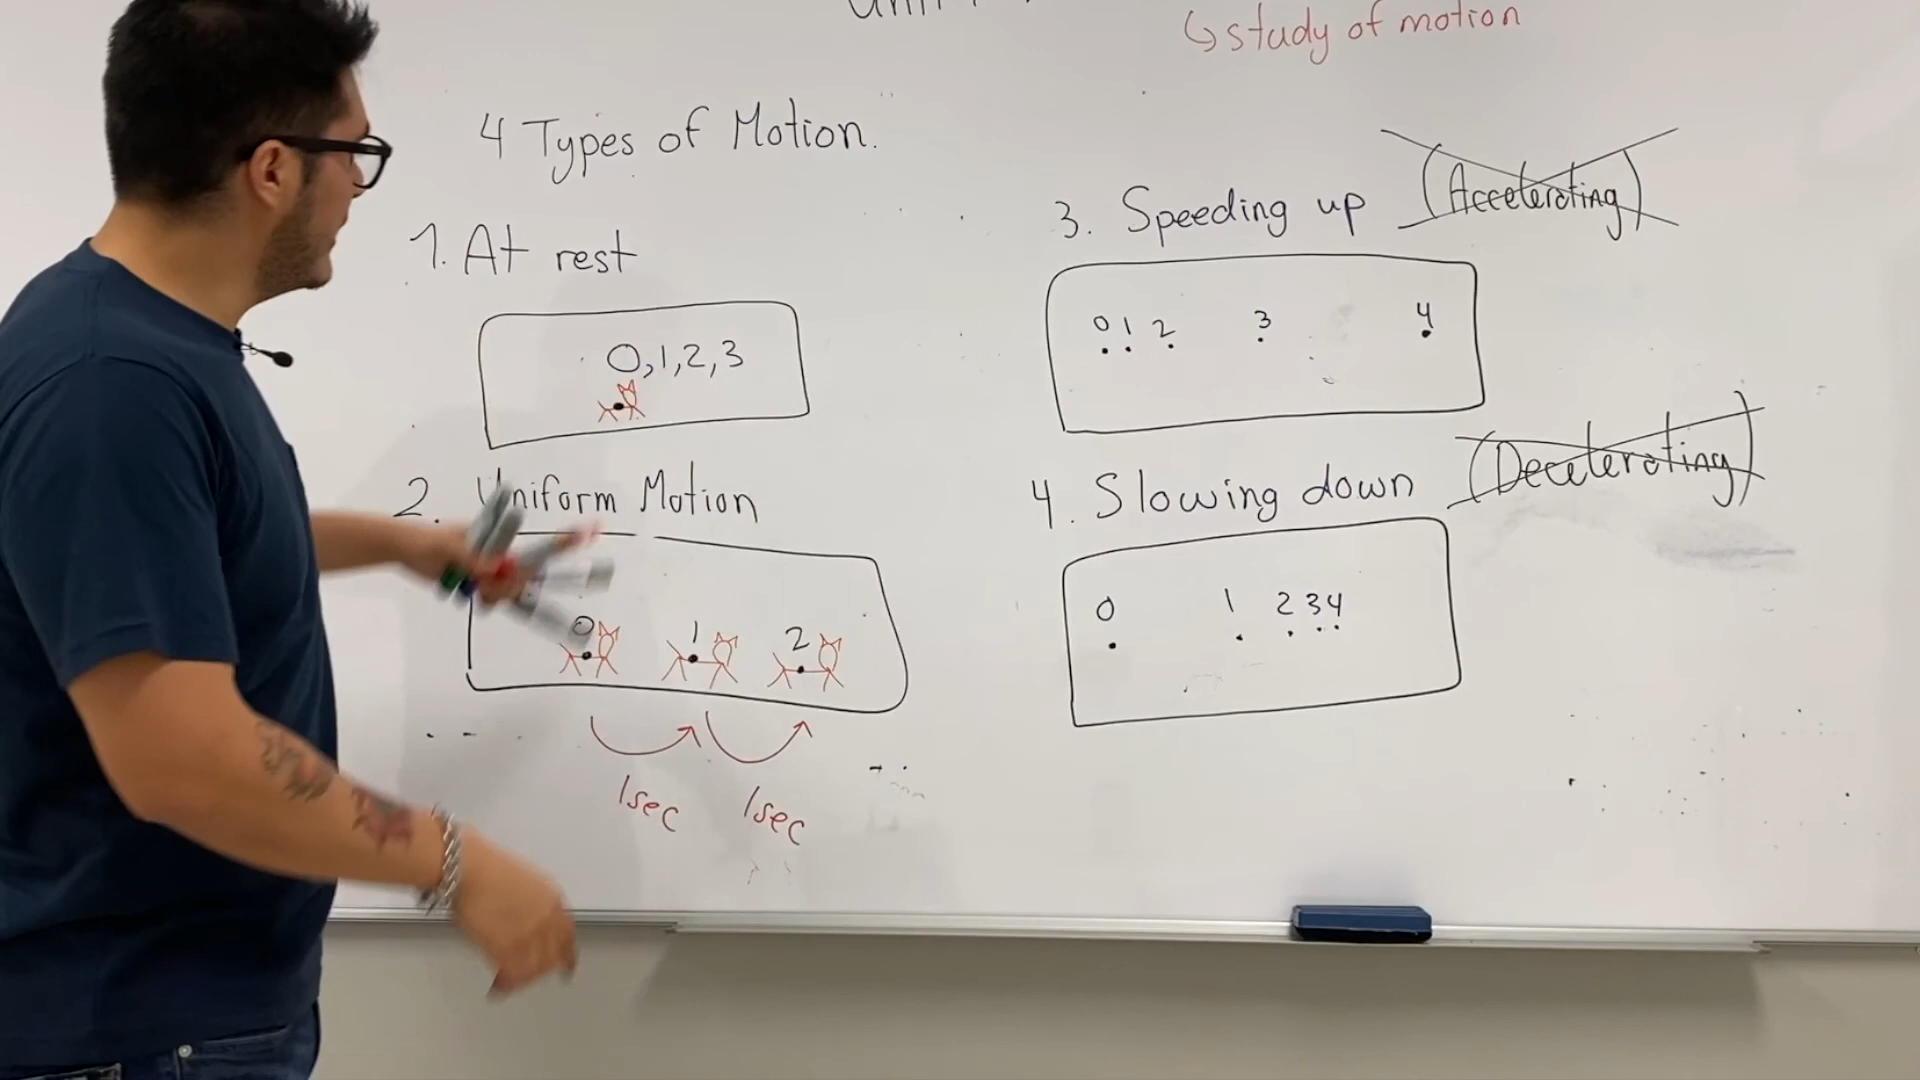 ↳ study of motion
4 Types of Motion.
1. At rest
0,1,2,3
2. Uniform Motion
0 1 2
1sec 1sec
3. Speeding up (Accelerating)
0 1 2 3 4
4. Slowing down (Decelerating)
0 1 2 3 4